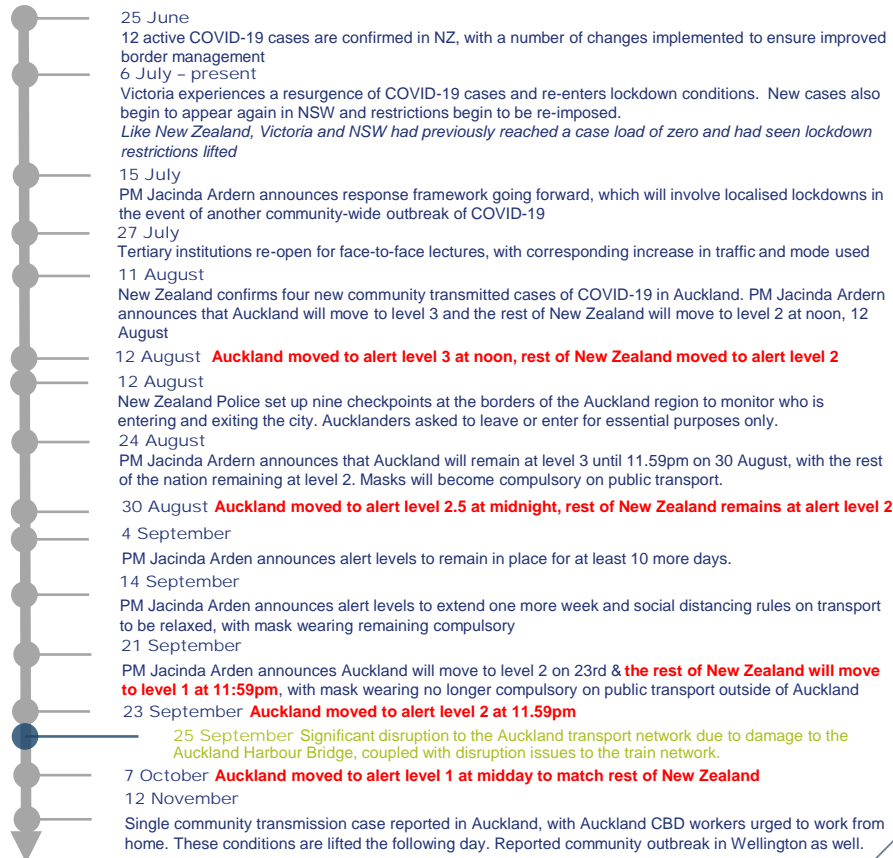 25 June
12 active COVID-19 cases are confirmed in NZ, with a number of changes implemented to ensure improved
border management
6 July – present
Victoria experiences a resurgence of COVID-19 cases and re-enters lockdown conditions. New cases also
begin to appear again in NSW and restrictions begin to be re-imposed.
Like New Zealand, Victoria and NSW had previously reached a case load of zero and had seen lockdown
restrictions lifted
15 July
PM Jacinda Ardern announces response framework going forward, which will involve localised lockdowns in
the event of another community-wide outbreak of COVID-19
27 July
Tertiary institutions re-open for face-to-face lectures, with corresponding increase in traffic and mode used
11 August
New Zealand confirms four new community transmitted cases of COVID-19 in Auckland. PM Jacinda Ardern
announces that Auckland will move to level 3 and the rest of New Zealand will move to level 2 at noon, 12
August
12 August Auckland moved to alert level 3 at noon, rest of New Zealand moved to alert level 2
12 August
New Zealand Police set up nine checkpoints at the borders of the Auckland region to monitor who is
entering and exiting the city. Aucklanders asked to leave or enter for essential purposes only.
24 August
PM Jacinda Ardern announces that Auckland will remain at level 3 until 11.59pm on 30 August, with the rest
of the nation remaining at level 2. Masks will become compulsory on public transport.
30 August Auckland moved to alert level 2.5 at midnight, rest of New Zealand remains at alert level 2
4 September
PM Jacinda Arden announces alert levels to remain in place for at least 10 more days.
14 September
PM Jacinda Arden announces alert levels to extend one more week and social distancing rules on transport
to be relaxed, with mask wearing remaining compulsory
21 September
PM Jacinda Arden announces Auckland will move to level 2 on 23rd & the rest of New Zealand will move
to level 1 at 11:59pm, with mask wearing no longer compulsory on public transport outside of Auckland
23 September Auckland moved to alert level 2 at 11.59pm
25 September Significant disruption to the Auckland transport network due to damage to the
Auckland Harbour Bridge, coupled with disruption issues to the train network.
7 October Auckland moved to alert level 1 at midday to match rest of New Zealand
12 November
Single community transmission case reported in Auckland, with Auckland CBD workers urged to work from
home. These conditions are lifted the following day. Reported community outbreak in Wellington as well.